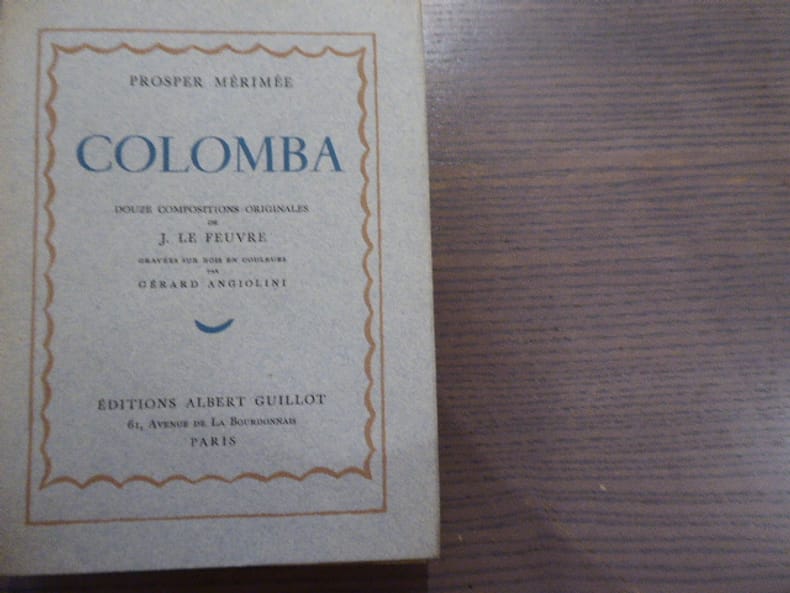 PROSPER MÉRIMÉE
COLOMBA
DOUZE COMPOSITIONS ORIGINALES
DE
J. LE FEUVRE
GRAVÉES SUR BOIS EN COULEURS
PAR
GÉRARD ANGIOLINI
ÉDITIONS ALBERT GUILLOT
61, AVENUE DE LA BOURDONNAIS
PARIS